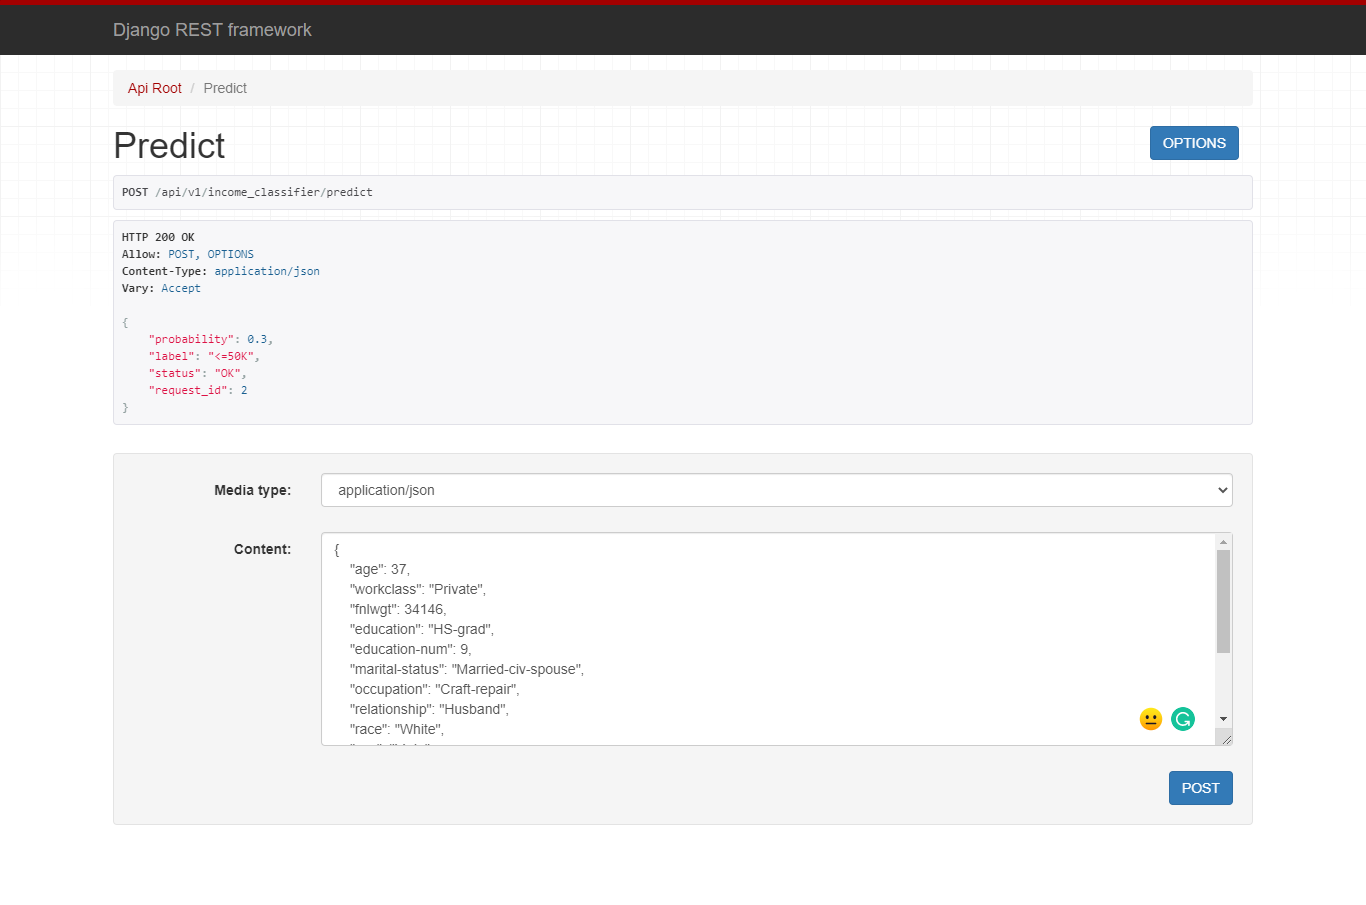 Django REST framework
Api Root / Predict
Predict
OPTIONS
POST /api/v1/income_classifier/predict
HTTP 200 OK
Allow: POST, OPTIONS
Content-Type: application/json
Vary: Accept
{
"probability": 0.3,
"label": "<=50K",
"status": "OK",
"request_id": 2
}
Media type:
application/json
Content:
{
"age": 37,
"workclass": "Private",
"fnlwgt": 34146,
"education": "HS-grad",
"education-num": 9,
"marital-status": "Married-civ-spouse",
"occupation": "Craft-repair",
"relationship": "Husband",
"race": "White",
POST